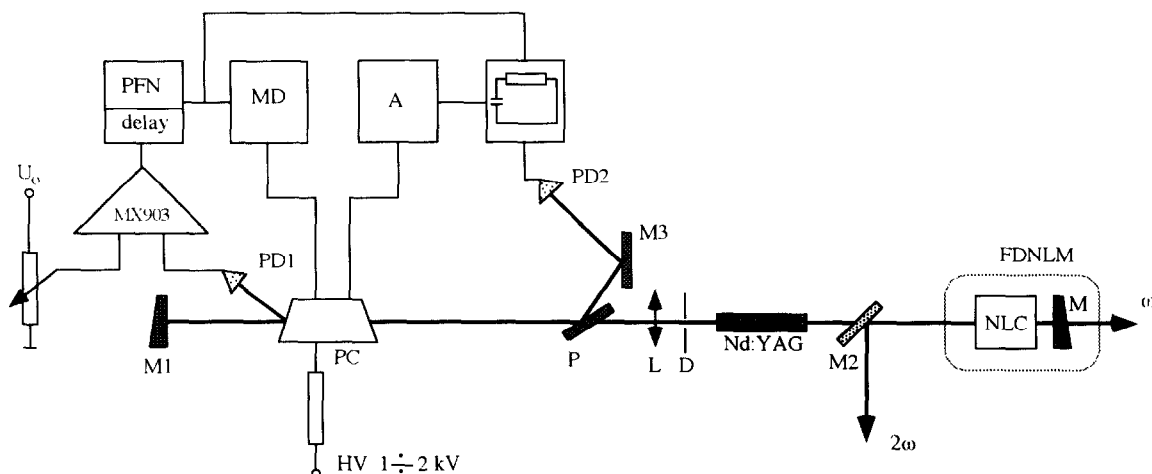 PFN
delay
MD
A
U₀
MX903
PD1
PD2
M3
FDNLM
M1
PC
P
L
D
Nd:YAG
M2
NLC
M
ω
2ω
HV 1÷2 kV